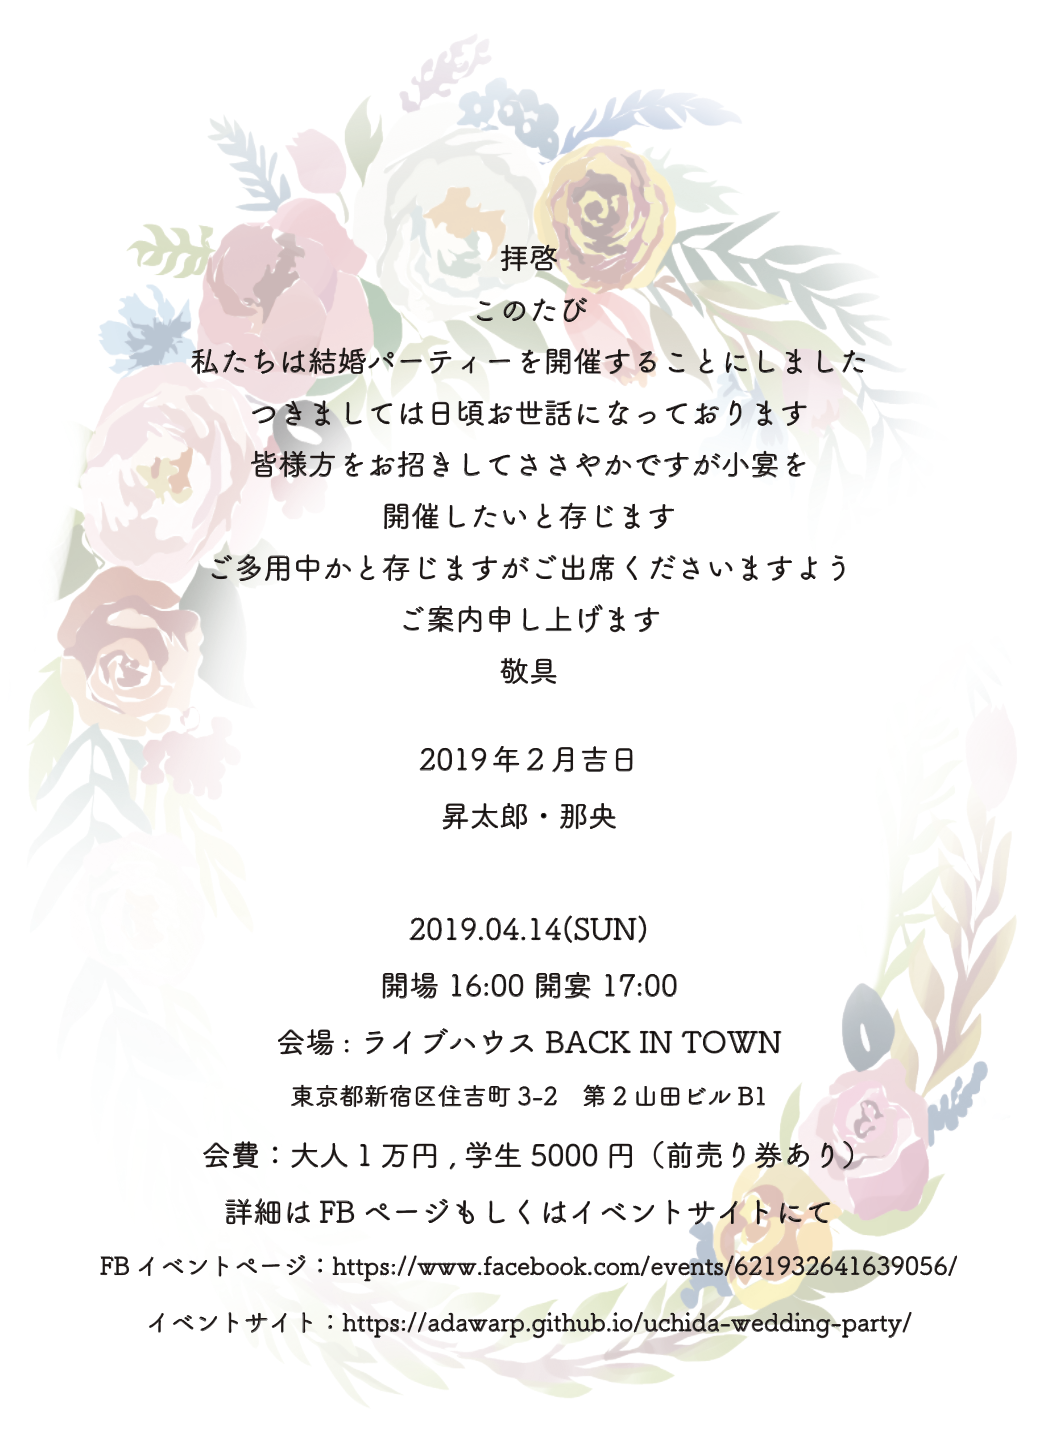 拝啓
このたび
私たちは結婚パーティーを開催することにしました
つきましては日頃お世話になっております
皆様方をお招きしてささやかですが小宴を
開催したいと存じます
ご多用中かと存じますがご出席くださいますよう
ご案内申し上げます
敬具
2019年2月吉日
昇太郎・那央
2019.04.14(SUN)
開場 16:00 開宴 17:00
会場 : ライブハウス BACK IN TOWN
東京都新宿区住吉町 3-2　第 2 山田ビル B1
会費：大人 1 万円 , 学生 5000 円（前売り券あり）
詳細は FB ページもしくはイベントサイトにて
FB イベントページ：https://www.facebook.com/events/621932641639056/
イベントサイト：https://adawarp.github.io/uchida-wedding-party/